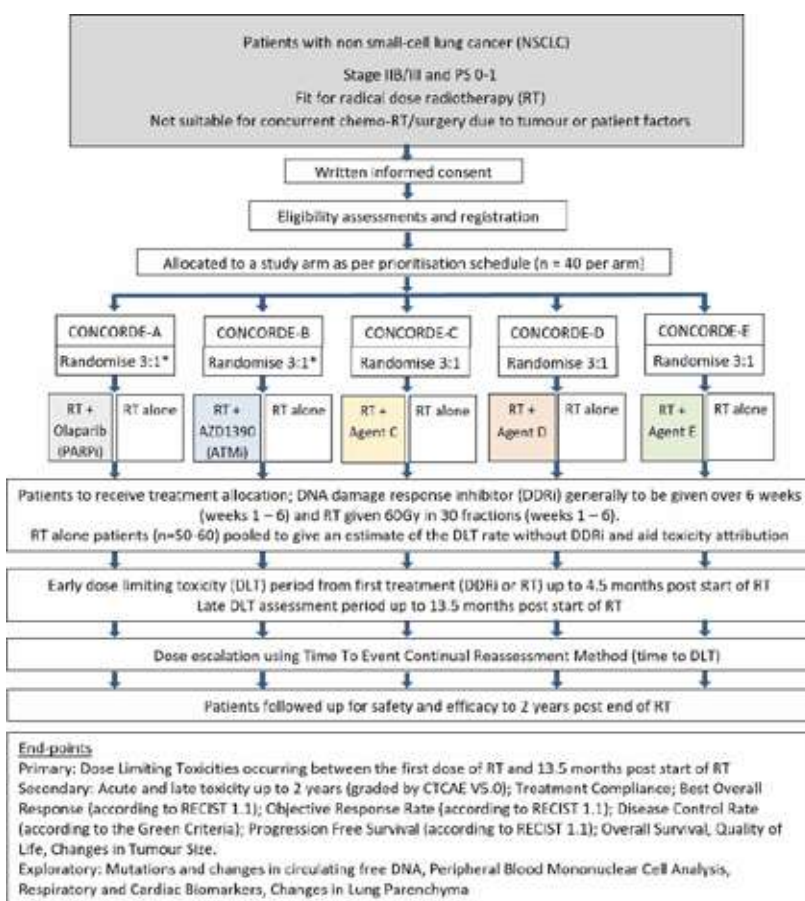 Patients with non small-cell lung cancer (NSCLC)
Stage IIB/III and PS 0-1
Fit for radical dose radiotherapy (RT)
Not suitable for concurrent chemo-RT/surgery due to tumour or patient factors
Written informed consent
Eligibility assessments and registration
Allocated to a study arm as per prioritisation schedule (n = 40 per arm)
CONCORDE-A
Randomise 3:1*
CONCORDE-B
Randomise 3:1*
CONCORDE-C
Randomise 3:1
CONCORDE-D
Randomise 3:1
CONCORDE-E
Randomise 3:1
RT +
Olaparib
(PARPi)
RT alone
RT +
AZD1390
(ATMi)
RT alone
RT +
Agent C
RT alone
RT +
Agent D
RT alone
RT +
Agent E
RT alone
Patients to receive treatment allocation; DNA damage response inhibitor (DDRi) generally to be given over 6 weeks
(weeks 1 – 6) and RT given 60Gy in 30 fractions (weeks 1 – 6).
RT alone patients (n=50-60) pooled to give an estimate of the DLT rate without DDRi and aid toxicity attribution
Early dose limiting toxicity (DLT) period from first treatment (DDRi or RT) up to 4.5 months post start of RT
Late DLT assessment period up to 13.5 months post start of RT
Dose escalation using Time To Event Continual Reassessment Method (time to DLT)
Patients followed up for safety and efficacy to 2 years post end of RT
End-points
Primary: Dose Limiting Toxicities occurring between the first dose of RT and 13.5 months post start of RT
Secondary: Acute and late toxicity up to 2 years (graded by CTCAE V5.0); Treatment Compliance; Best Overall
Response (according to RECIST 1.1); Objective Response Rate (according to RECIST 1.1); Disease Control Rate
(according to the Green Criteria); Progression Free Survival (according to RECIST 1.1); Overall Survival, Quality of
Life, Changes in Tumour Size.
Exploratory: Mutations and changes in circulating free DNA, Peripheral Blood Mononuclear Cell Analysis,
Respiratory and Cardiac Biomarkers, Changes in Lung Parenchyma